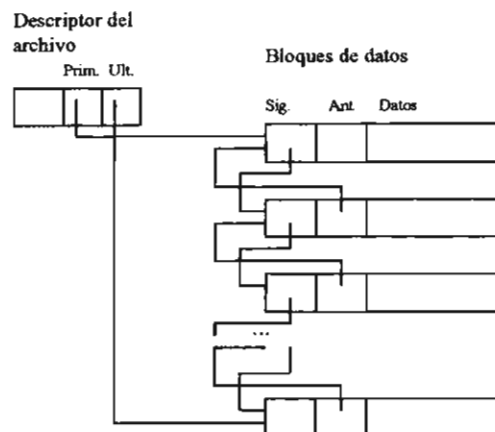 Descriptor del
archivo
Prim. Ult.
Bloques de datos
Sig. Ant. Datos
...